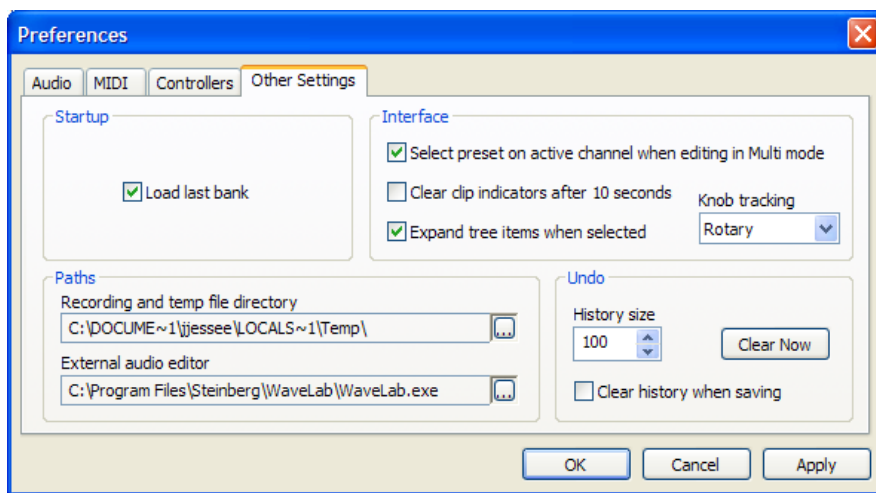 Preferences
Audio MIDI Controllers Other Settings
Startup
Load last bank
Interface
Select preset on active channel when editing in Multi mode
Clear clip indicators after 10 seconds
Expand tree items when selected
Knob tracking
Rotary
Paths
Recording and temp file directory
C:\DOCUME~1\jjessee\LOCALS~1\Temp\
...
External audio editor
C:\Program Files\Steinberg\WaveLab\WaveLab.exe
...
Undo
History size
100
Clear Now
Clear history when saving
OK Cancel Apply